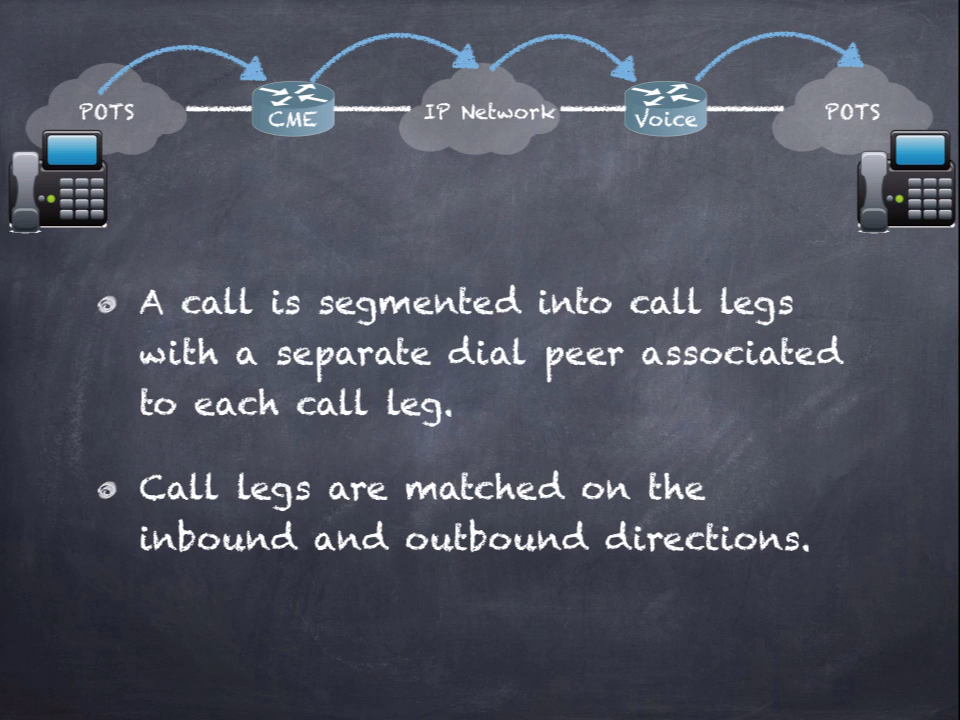 POTS
CME
IP Network
Voice
POTS
A call is segmented into call legs
with a separate dial peer associated
to each call leg.
Call legs are matched on the
inbound and outbound directions.